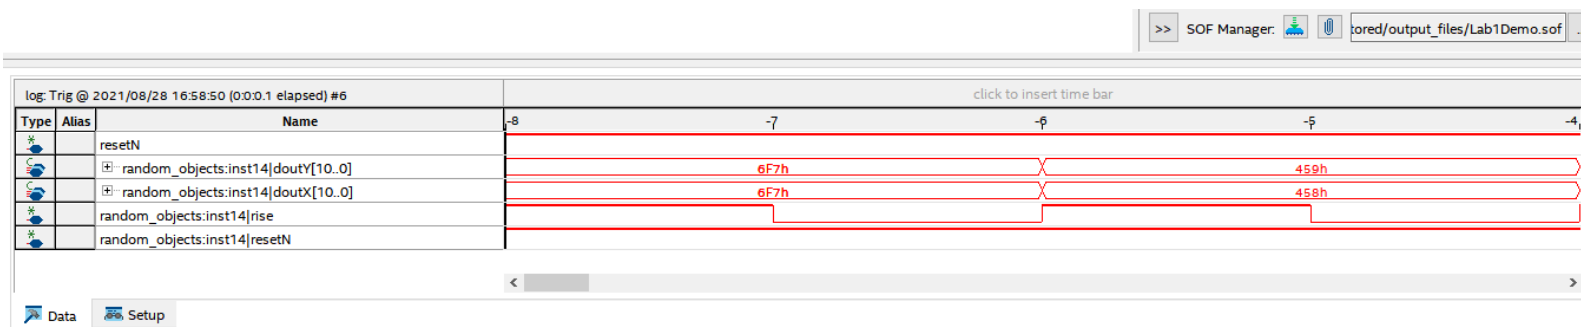 >> SOF Manager: tored/output_files/Lab1Demo.sof ..
log: Trig @ 2021/08/28 16:58:50 (0:0:0.1 elapsed) #6 click to insert time bar
Type Alias Name -8 -7 -6 -5 -4
resetN
random_objects:inst14|doutY[10..0] 6F7h 459h
random_objects:inst14|doutX[10..0] 6F7h 458h
random_objects:inst14|rise
random_objects:inst14|resetN
Data Setup